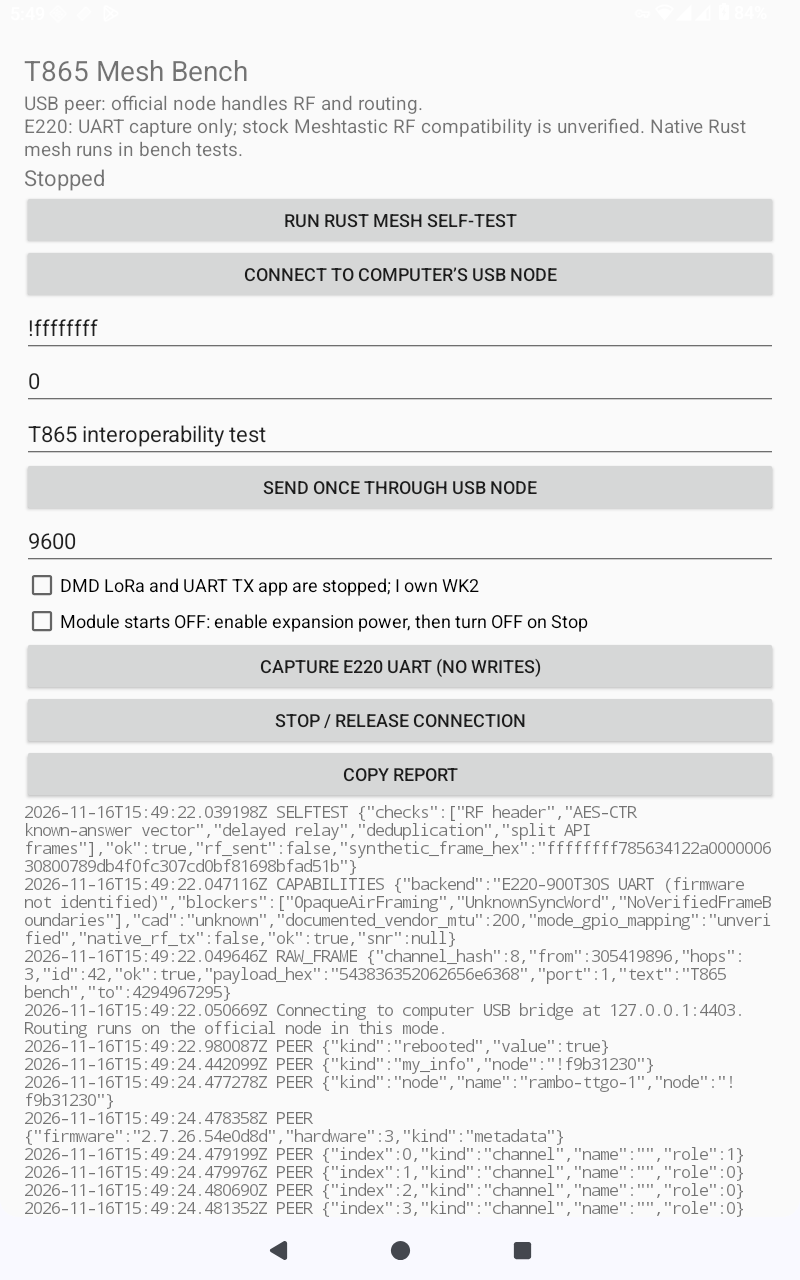 5:49
84%
T865 Mesh Bench
USB peer: official node handles RF and routing.
E220: UART capture only; stock Meshtastic RF compatibility is unverified. Native Rust
mesh runs in bench tests.
Stopped
RUN RUST MESH SELF-TEST
CONNECT TO COMPUTER’S USB NODE
!ffffffff
0
T865 interoperability test
SEND ONCE THROUGH USB NODE
9600
DMD LoRa and UART TX app are stopped; I own WK2
Module starts OFF: enable expansion power, then turn OFF on Stop
CAPTURE E220 UART (NO WRITES)
STOP / RELEASE CONNECTION
COPY REPORT
2026-11-16T15:49:22.039198Z SELFTEST {"checks":["RF header","AES-CTR
known-answer vector","delayed relay","deduplication","split API
frames"],"ok":true,"rf_sent":false,"synthetic_frame_hex":"ffffffff785634122a0000006
30800789db4f0fc307cd0bf81698bfad51b"}
2026-11-16T15:49:22.047116Z CAPABILITIES {"backend":"E220-900T30S UART (firmware
not identified)","blockers":["OpaqueAirFraming","UnknownSyncWord","NoVerifiedFrameB
oundaries"],"cad":"unknown","documented_vendor_mtu":200,"mode_gpio_mapping":"unveri
fied","native_rf_tx":false,"ok":true,"snr":null}
2026-11-16T15:49:22.049646Z RAW_FRAME {"channel_hash":8,"from":305419896,"hops":
3,"id":42,"ok":true,"payload_hex":"543836352062656e6368","port":1,"text":"T865
bench","to":4294967295}
2026-11-16T15:49:22.050669Z Connecting to computer USB bridge at 127.0.0.1:4403.
Routing runs on the official node in this mode.
2026-11-16T15:49:22.980087Z PEER {"kind":"rebooted","value":true}
2026-11-16T15:49:24.442099Z PEER {"kind":"my_info","node":"!f9b31230"}
2026-11-16T15:49:24.477278Z PEER {"kind":"node","name":"rambo-ttgo-1","node":"!
f9b31230"}
2026-11-16T15:49:24.478358Z PEER
{"firmware":"2.7.26.54e0d8d","hardware":3,"kind":"metadata"}
2026-11-16T15:49:24.479199Z PEER {"index":0,"kind":"channel","name":"","role":1}
2026-11-16T15:49:24.479976Z PEER {"index":1,"kind":"channel","name":"","role":0}
2026-11-16T15:49:24.480690Z PEER {"index":2,"kind":"channel","name":"","role":0}
2026-11-16T15:49:24.481352Z PEER {"index":3,"kind":"channel","name":"","role":0}